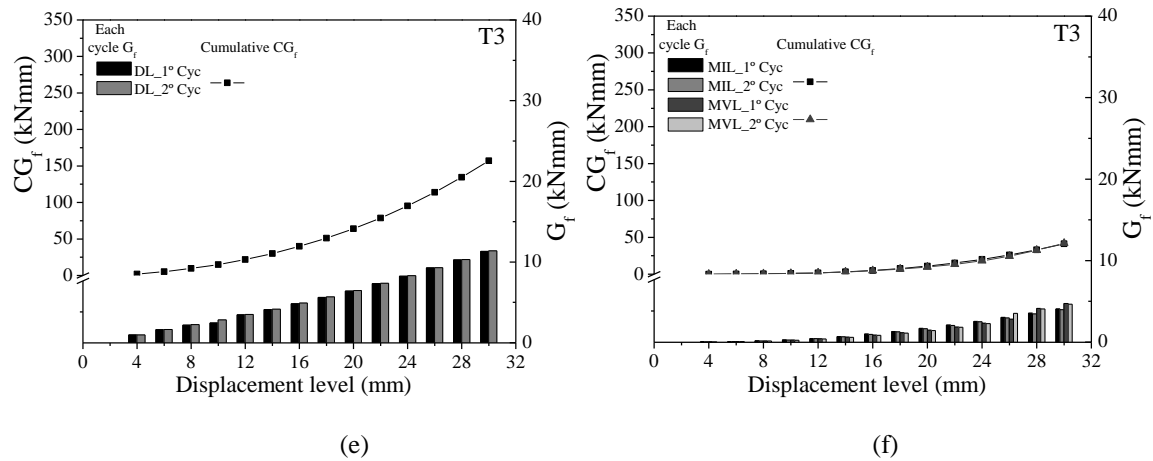 Each
cycle Gf
Cumulative CGf
DL_1º Cyc
DL_2º Cyc
T3
CGf (kNmm)
350
300
250
200
150
100
50
0
Gf (kNmm)
40
30
20
10
0
0 4 8 12 16 20 24 28 32
Displacement level (mm)
(e)
Each
cycle Gf
Cumulative CGf
MIL_1º Cyc
MIL_2º Cyc
MVL_1º Cyc
MVL_2º Cyc
T3
CGf (kNmm)
350
300
250
200
150
100
50
0
Gf (kNmm)
40
30
20
10
0
0 4 8 12 16 20 24 28 32
Displacement level (mm)
(f)